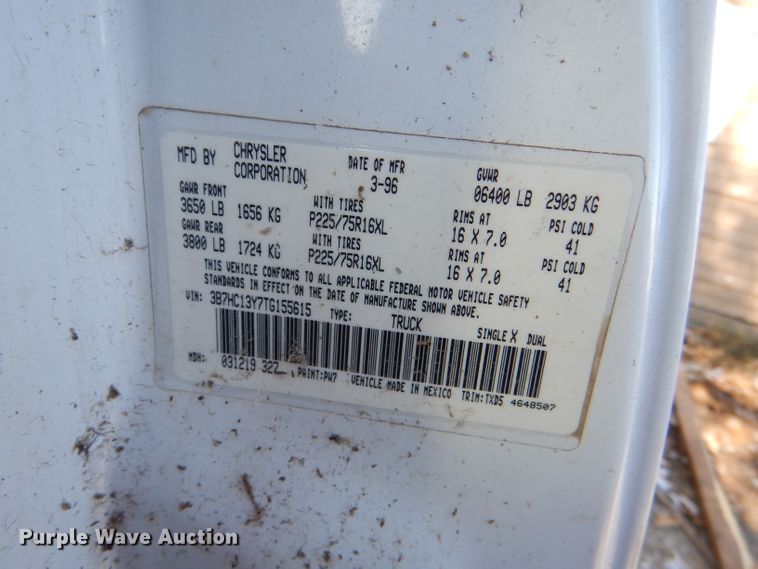 MFD BY CHRYSLER CORPORATION DATE OF MFR 3-96 GVWR 06400 LB 2903 KG
GAWR FRONT WITH TIRES RIMS AT PSI COLD
3650 LB 1656 KG P225/75R16XL 16 X 7.0 41
GAWR REAR WITH TIRES RIMS AT PSI COLD
3800 LB 1724 KG P225/75R16XL 16 X 7.0 41
THIS VEHICLE CONFORMS TO ALL APPLICABLE FEDERAL MOTOR VEHICLE SAFETY
STANDARDS IN EFFECT ON THE DATE OF MANUFACTURE SHOWN ABOVE.
VIN: 3B7HC13Y7TG155615 TYPE: TRUCK SINGLE X DUAL
MDH: 031219 327 PAINT:PW7 VEHICLE MADE IN MEXICO TRIM:TXD5 4648507
Purple Wave Auction